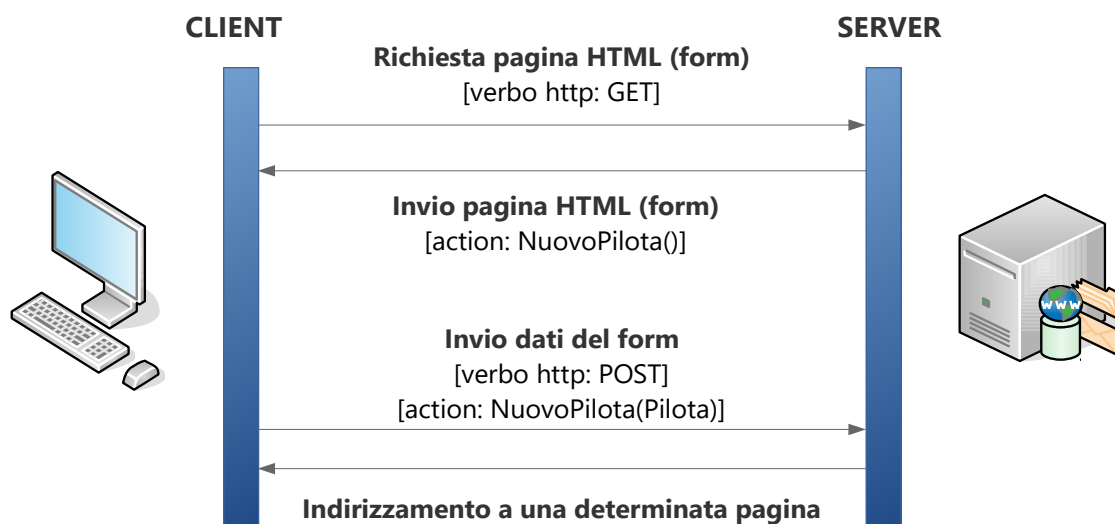 CLIENT
SERVER
Richiesta pagina HTML (form)
[verbo http: GET]
Invio pagina HTML (form)
[action: NuovoPilota()]
Invio dati del form
[verbo http: POST]
[action: NuovoPilota(Pilota)]
Indirizzamento a una determinata pagina
WWW